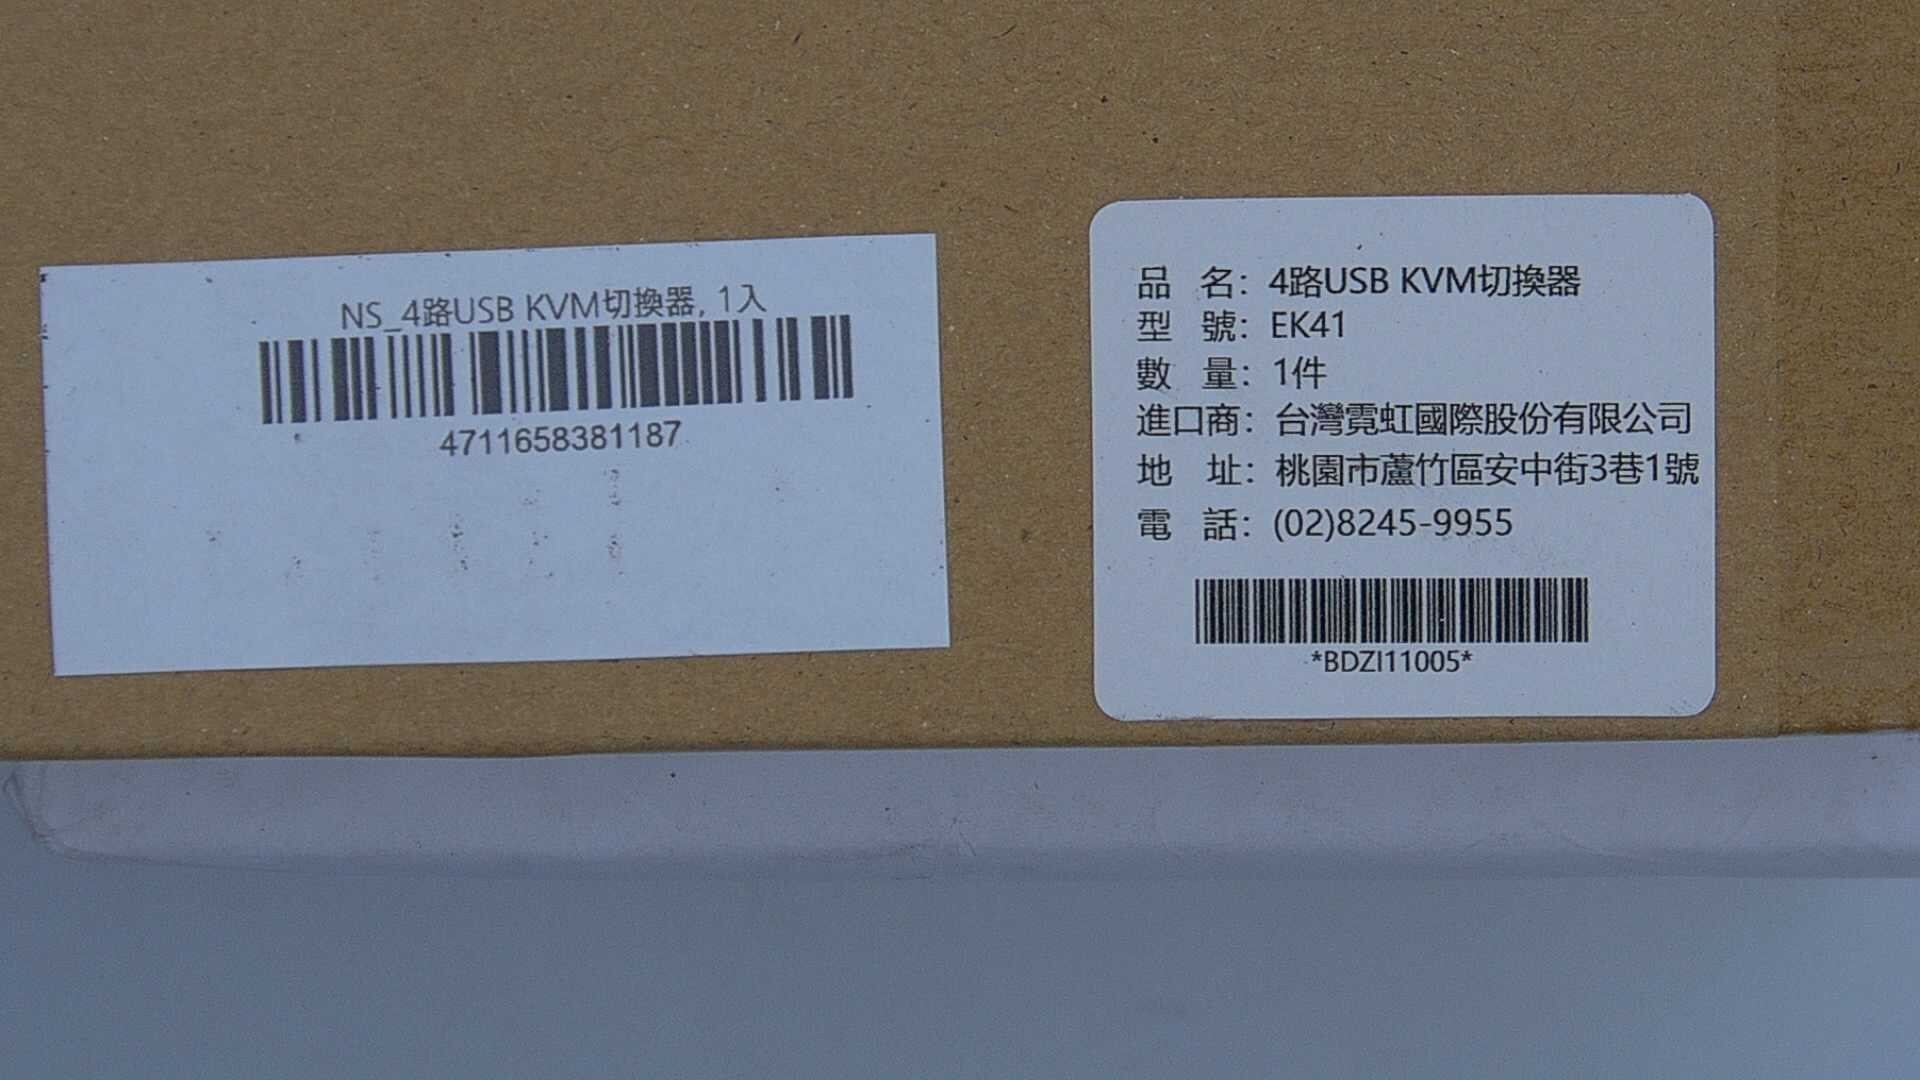 NS_4路USB KVM切換器, 1入
4711658381187
品 名：4路USB KVM切換器
型 號：EK41
數 量：1件
進口商：台灣霓虹國際股份有限公司
地 址：桃園市蘆竹區安中街3巷1號
電 話：(02)8245-9955
*BDZI11005*